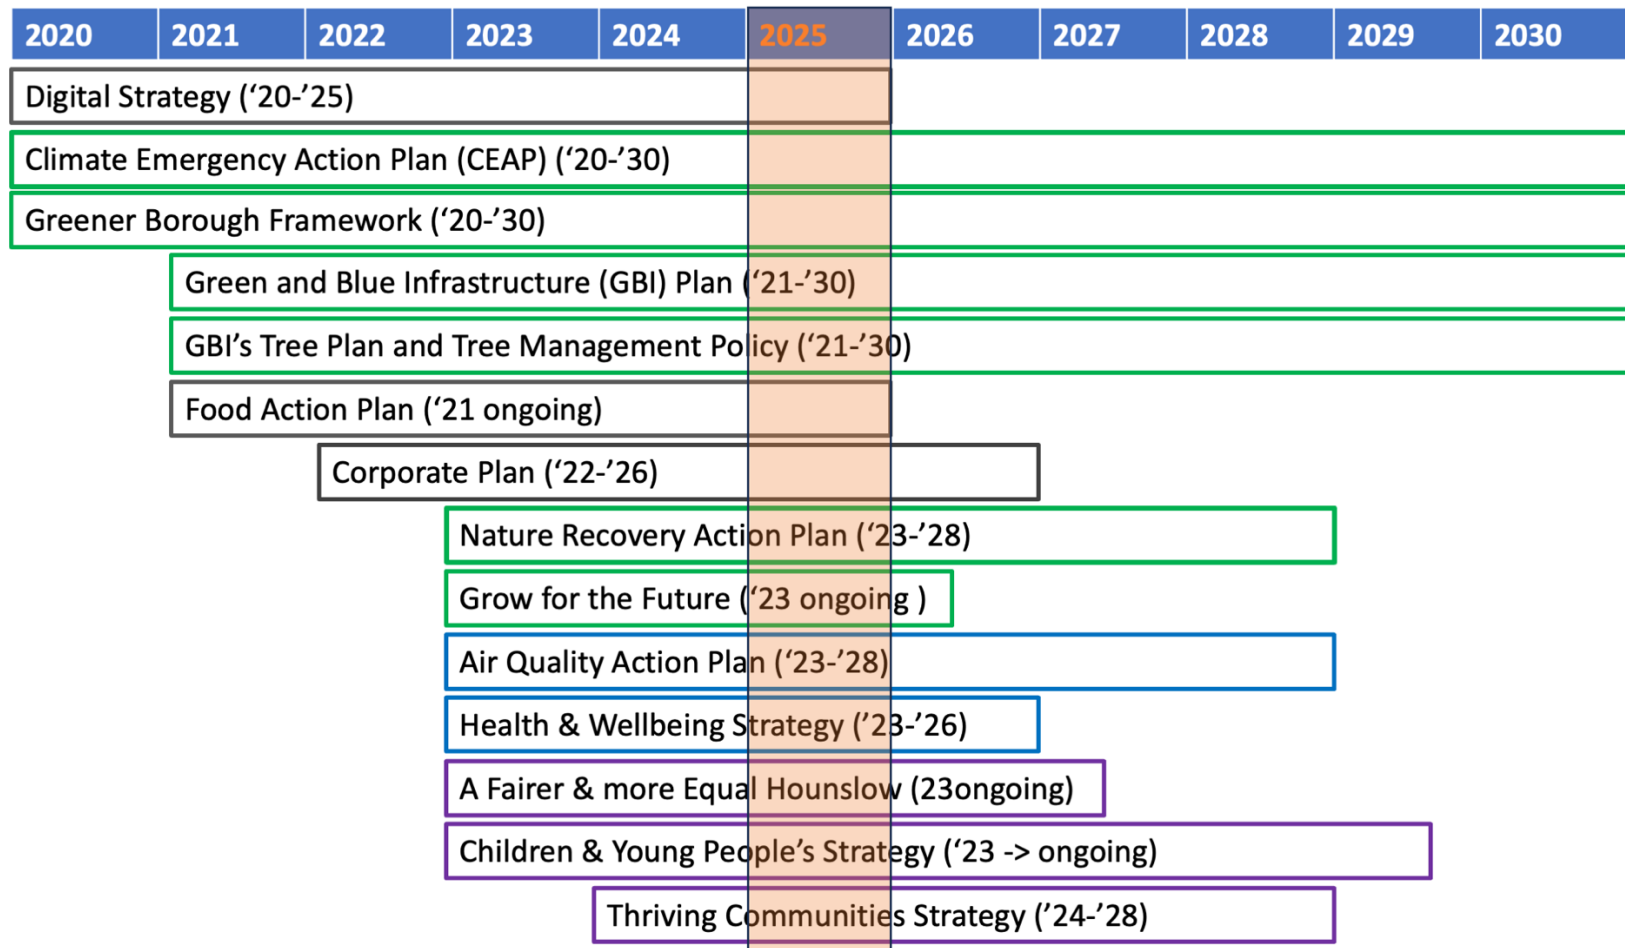 2020 2021 2022 2023 2024 2025 2026 2027 2028 2029 2030
Digital Strategy (‘20-’25)
Climate Emergency Action Plan (CEAP) (‘20-’30)
Greener Borough Framework (‘20-’30)
Green and Blue Infrastructure (GBI) Plan (‘21-’30)
GBI’s Tree Plan and Tree Management Policy (‘21-’30)
Food Action Plan (‘21 ongoing)
Corporate Plan (‘22-’26)
Nature Recovery Action Plan (‘23-’28)
Grow for the Future (‘23 ongoing )
Air Quality Action Plan (‘23-’28)
Health & Wellbeing Strategy (’23-’26)
A Fairer & more Equal Hounslow (23ongoing)
Children & Young People’s Strategy (‘23 -> ongoing)
Thriving Communities Strategy (’24-’28)